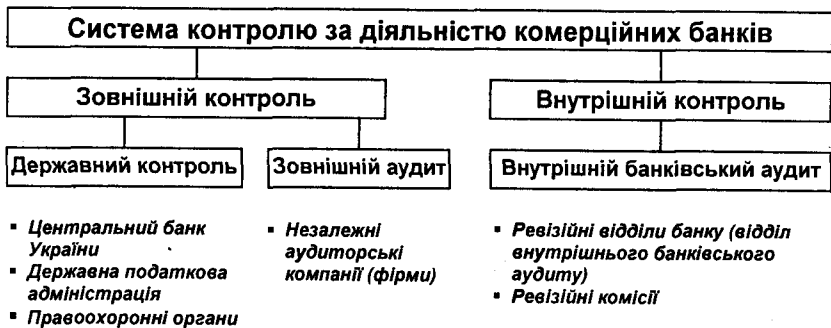 Система контролю за діяльністю комерційних банків
Зовнішній контроль
Внутрішній контроль
Державний контроль
Зовнішній аудит
Внутрішній банківський аудит
▪ Центральний банк
України
▪ Державна податкова
адміністрація
▪ Правоохоронні органи
▪ Незалежні
аудиторські
компанії (фірми)
▪ Ревізійні відділи банку (відділ
внутрішнього банківського
аудиту)
▪ Ревізійні комісії